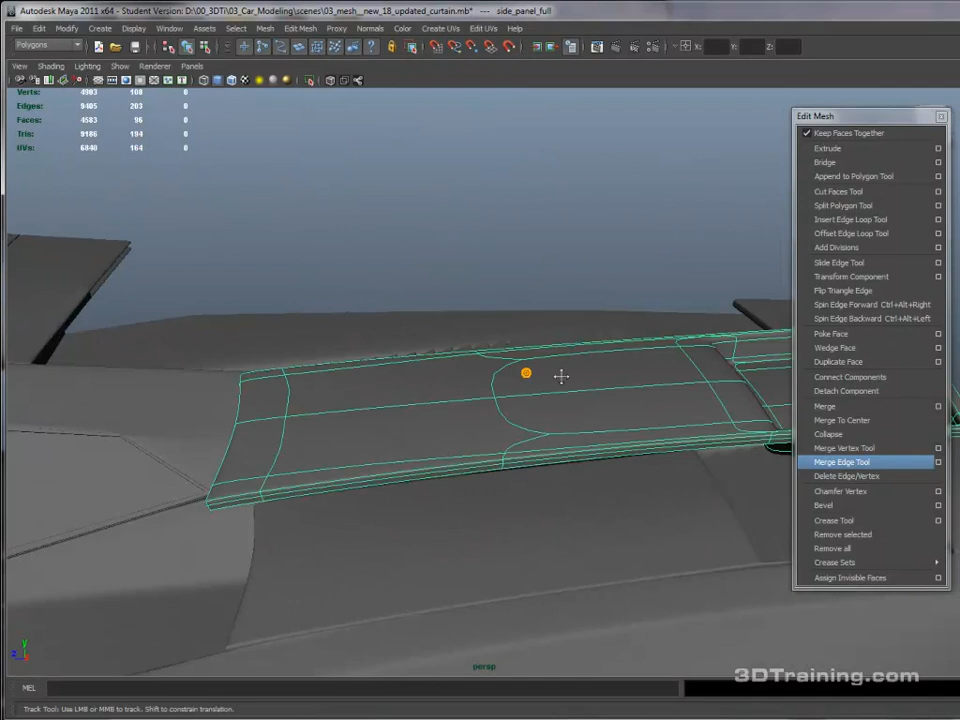 Autodesk Maya 2011 x64 - Student Version: D:\00_3DTi\03_Car_Modeling\scenes\03_mesh__new_18_updated_curtain.mb* --- side_panel_full
File Edit Modify Create Display Window Assets Select Mesh Edit Mesh Proxy Normals Color Create UVs Edit UVs Help
Polygons X: Y: Z:
View Shading Lighting Show Renderer Panels
Verts: 4903 108 0
Edges: 9405 203 0
Faces: 4583 96 0
Tris: 9186 194 0
UVs: 6840 164 0
Edit Mesh
Keep Faces Together
Extrude
Bridge
Append to Polygon Tool
Cut Faces Tool
Split Polygon Tool
Insert Edge Loop Tool
Offset Edge Loop Tool
Add Divisions
Slide Edge Tool
Transform Component
Flip Triangle Edge
Spin Edge Forward Ctrl+Alt+Right
Spin Edge Backward Ctrl+Alt+Left
Poke Face
Wedge Face
Duplicate Face
Connect Components
Detach Component
Merge
Merge To Center
Collapse
Merge Vertex Tool
Merge Edge Tool
Delete Edge/Vertex
Chamfer Vertex
Bevel
Crease Tool
Remove selected
Remove all
Crease Sets
Assign Invisible Faces
y
z
persp
3DTraining.com
MEL
Track Tool: Use LMB or MMB to track. Shift to constrain translation.